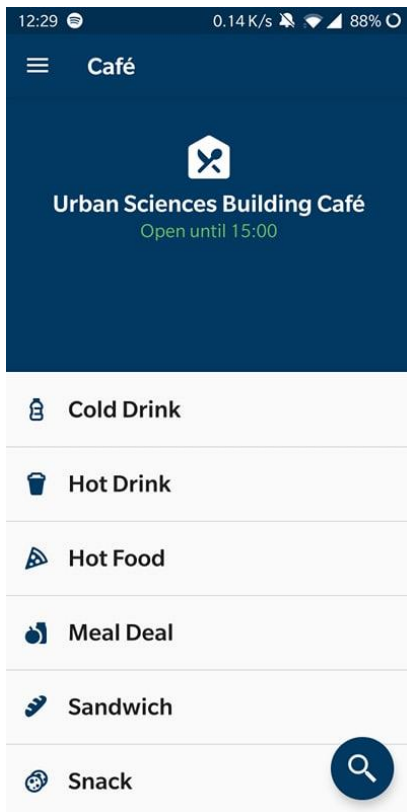 12:29 0.14 K/s 88%
Café
Urban Sciences Building Café
Open until 15:00
Cold Drink
Hot Drink
Hot Food
Meal Deal
Sandwich
Snack